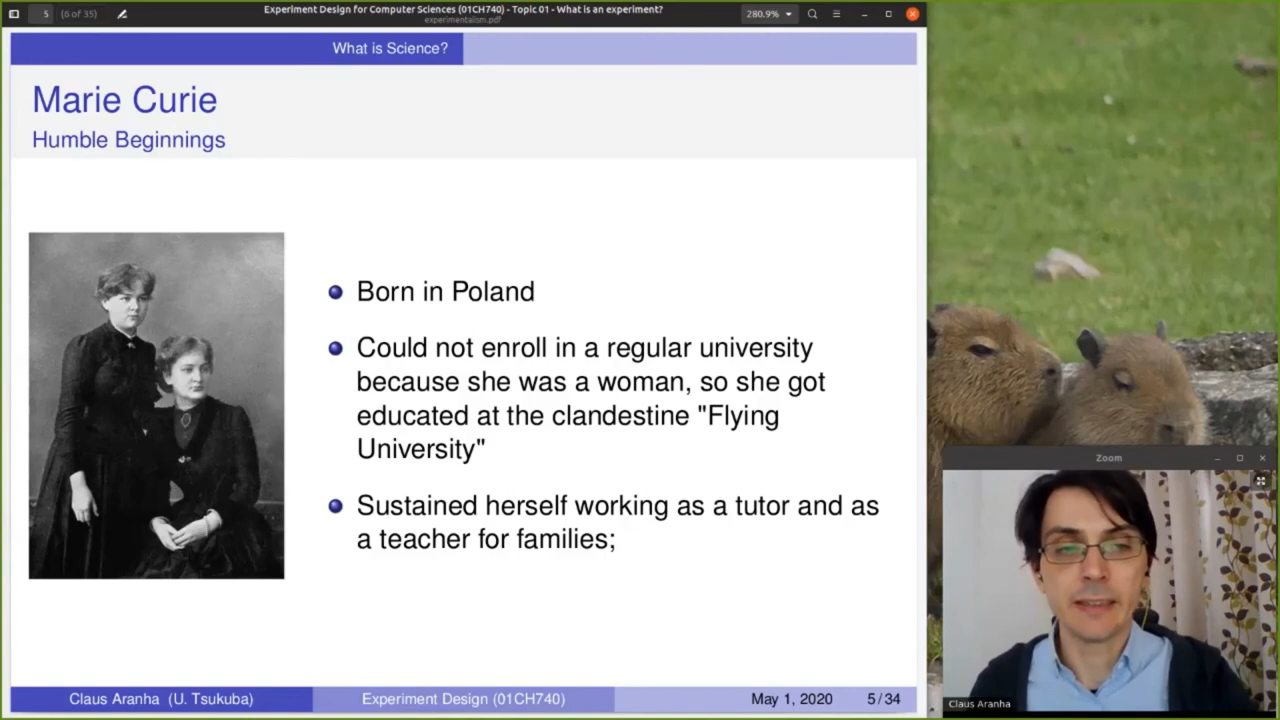 5 (6 of 35)
Experiment Design for Computer Sciences (01CH740) - Topic 01 - What is an experiment?
experimentalism.pdf
280.9%
What is Science?
Marie Curie
Humble Beginnings
Born in Poland
Could not enroll in a regular university
because she was a woman, so she got
educated at the clandestine "Flying
University"
Sustained herself working as a tutor and as
a teacher for families;
Claus Aranha (U. Tsukuba)
Experiment Design (01CH740)
May 1, 2020
5 / 34
Zoom
Claus Aranha